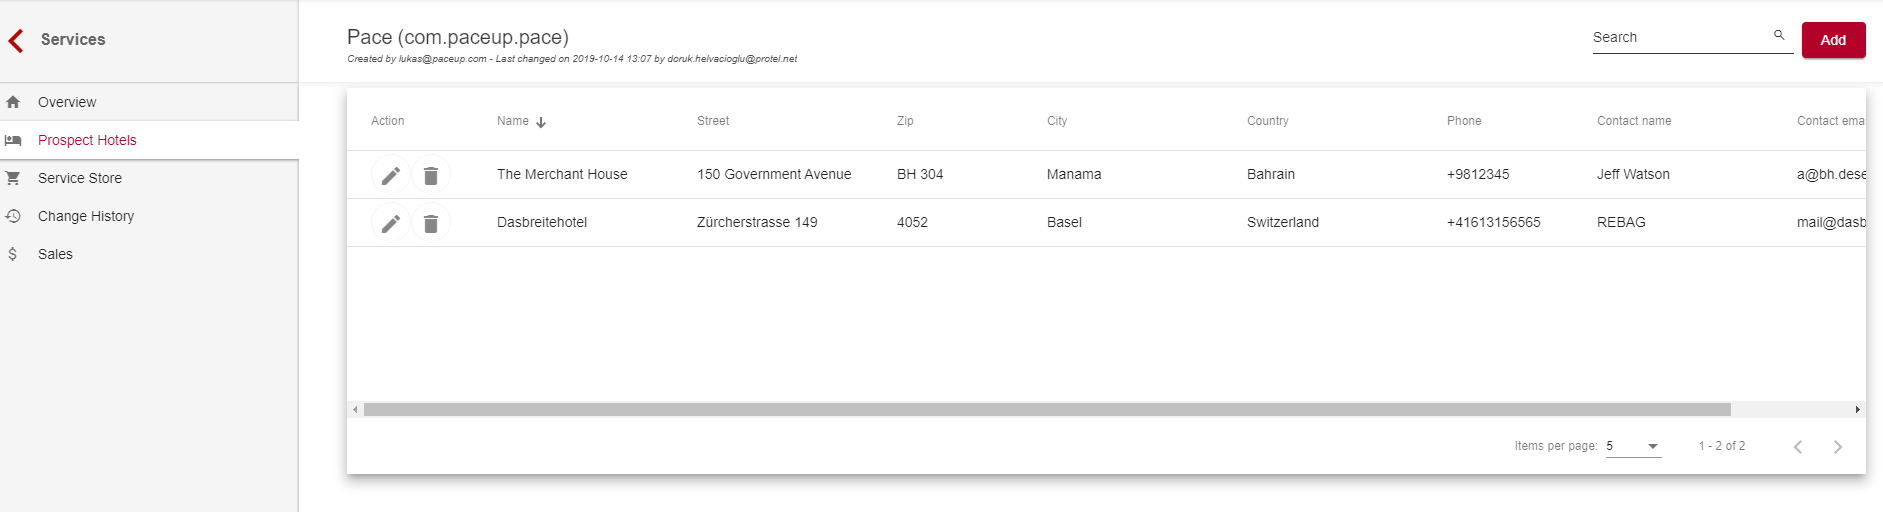 Services
Overview
Prospect Hotels
Service Store
Change History
Sales
Pace (com.paceup.pace)
Created by lukas@paceup.com - Last changed on 2019-10-14 13:07 by doruk.helvacioglu@protel.net
Search
Add
Action Name Street Zip City Country Phone Contact name Contact ema
The Merchant House 150 Government Avenue BH 304 Manama Bahrain +9812345 Jeff Watson a@bh.dese
Dasbreitehotel Zürcherstrasse 149 4052 Basel Switzerland +41613156565 REBAG mail@dasb
Items per page: 5 1 - 2 of 2